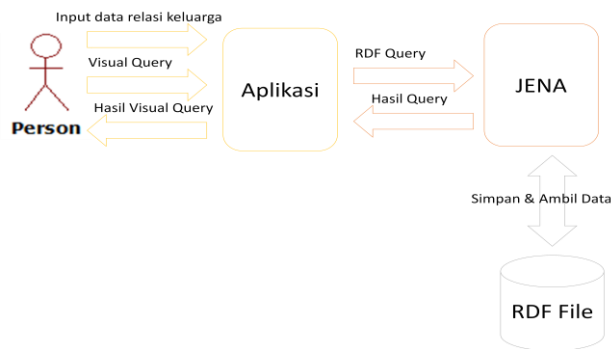 Input data relasi keluarga
Visual Query
Hasil Visual Query
Person
Aplikasi
RDF Query
Hasil Query
JENA
Simpan & Ambil Data
RDF File